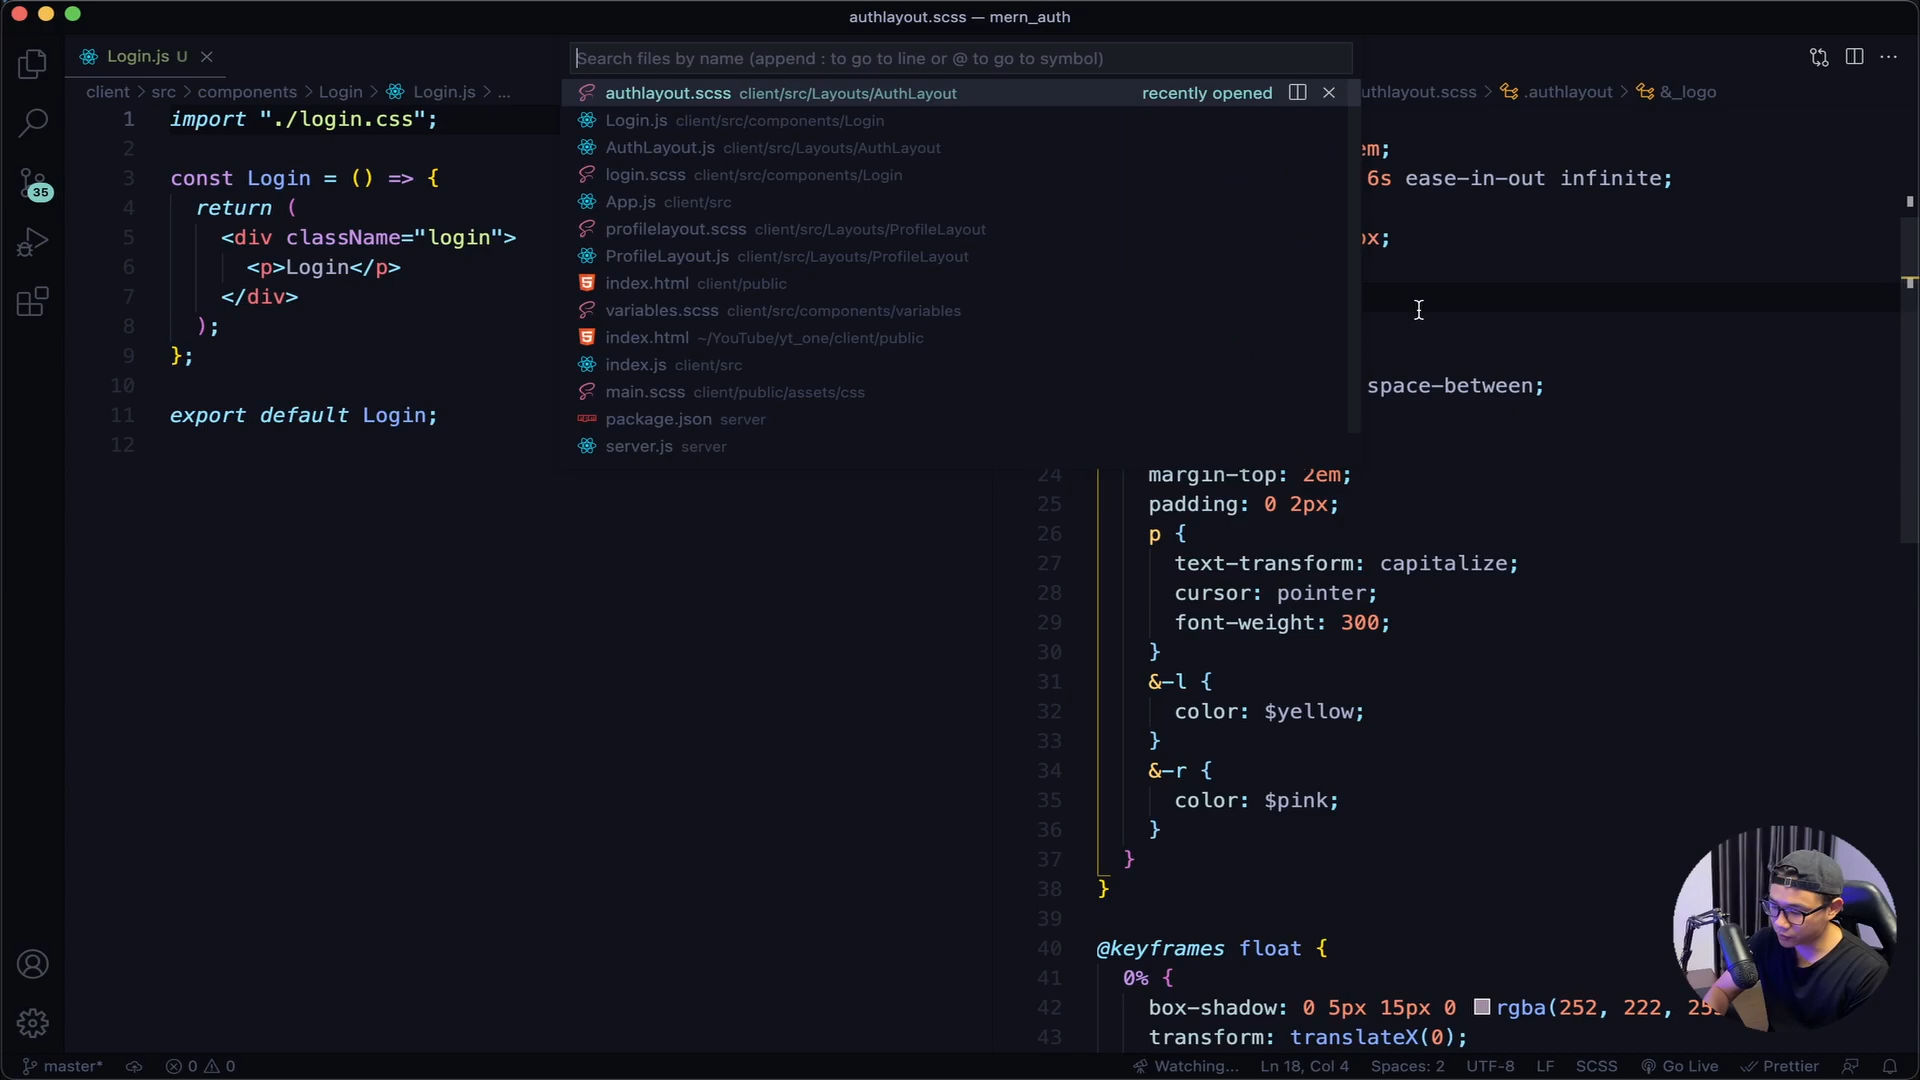 authlayout.scss — mern_auth
Login.js U
Search files by name (append : to go to line or @ to go to symbol)
client > src > components > Login > Login.js > ...
authlayout.scss client/src/Layouts/AuthLayout recently opened
uthlayout.scss > .authlayout > &_logo
Login.js client/src/components/Login
AuthLayout.js client/src/Layouts/AuthLayout
login.scss client/src/components/Login
App.js client/src
profilelayout.scss client/src/Layouts/ProfileLayout
ProfileLayout.js client/src/Layouts/ProfileLayout
index.html client/public
variables.scss client/src/components/variables
index.html ~/YouTube/yt_one/client/public
index.js client/src
main.scss client/public/assets/css
package.json server
server.js server
35
1 import "./login.css";
2
3 const Login = () => {
4 return (
5 <div className="login">
6 <p>Login</p>
7 </div>
8 );
9 };
10
11 export default Login;
12
em;
6s ease-in-out infinite;
px;
space-between;
24 margin-top: 2em;
25 padding: 0 2px;
26 p {
27 text-transform: capitalize;
28 cursor: pointer;
29 font-weight: 300;
30 }
31 &-l {
32 color: $yellow;
33 }
34 &-r {
35 color: $pink;
36 }
37 }
38 }
39
40 @keyframes float {
41 0% {
42 box-shadow: 0 5px 15px 0 rgba(252, 222, 25
43 transform: translateX(0);
master* 0 0 Watching... Ln 18, Col 4 Spaces: 2 UTF-8 LF SCSS Go Live Prettier